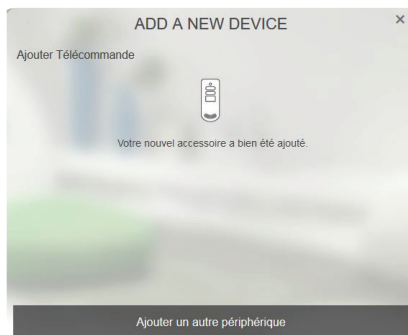 ADD A NEW DEVICE
×
Ajouter Télécommande
Votre nouvel accessoire a bien été ajouté.
Ajouter un autre périphérique